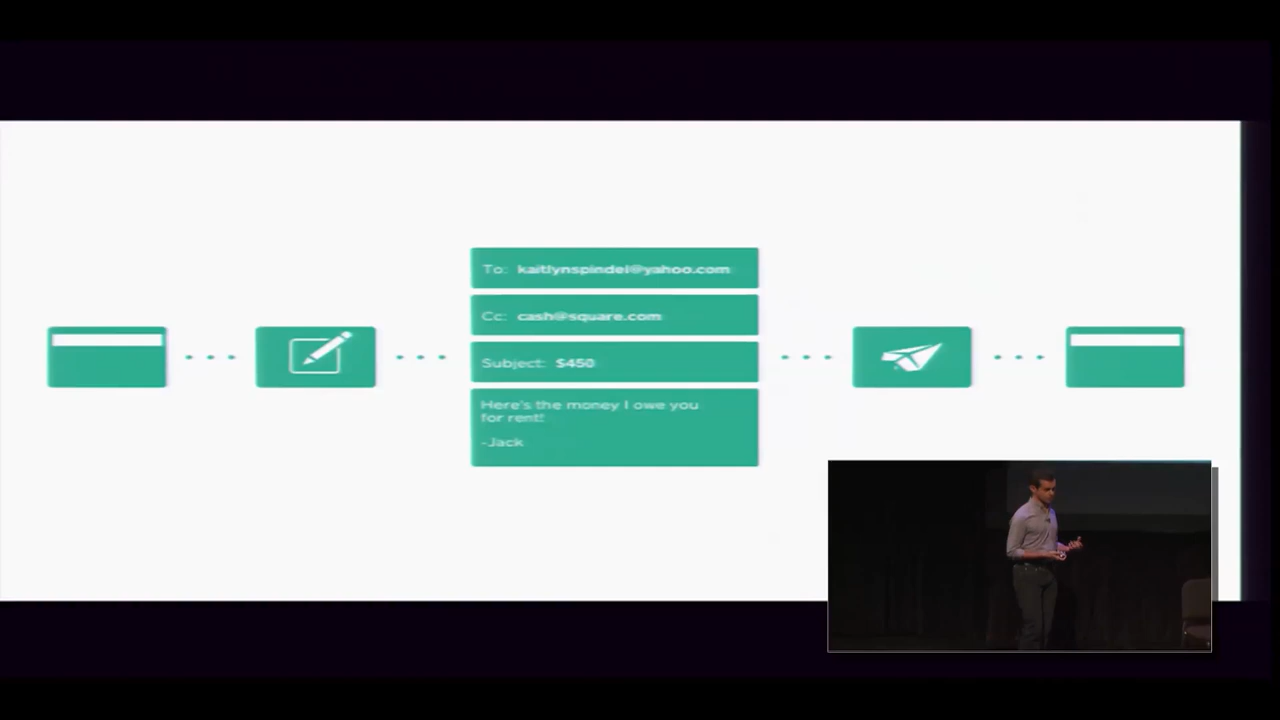 To: kaitlynspindel@yahoo.com
Cc: cash@square.com
Subject: $450
Here's the money I owe you
for rent!
-Jack